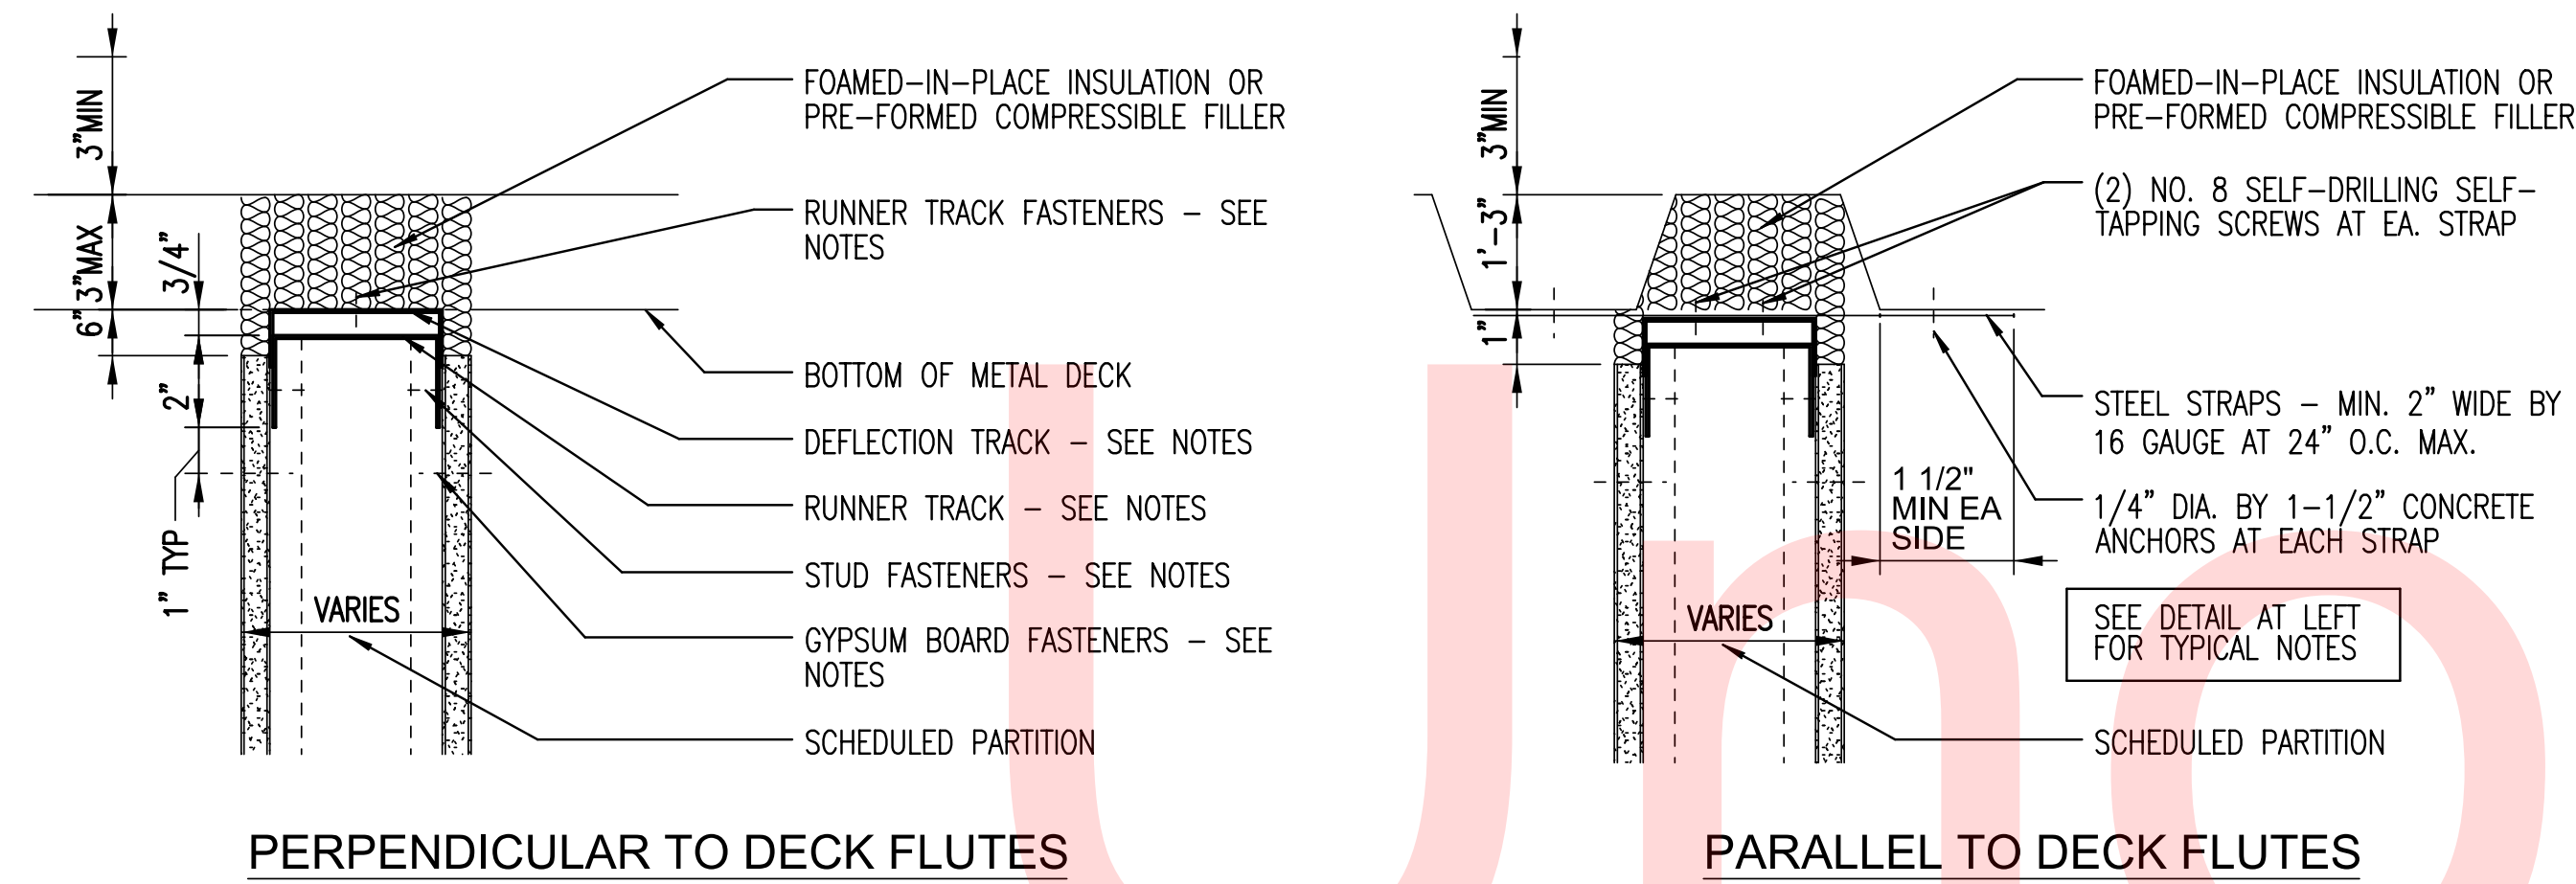 3"MIN
3"MAX
6"
3/4"
2"
1" TYP
VARIES
FOAMED-IN-PLACE INSULATION OR
PRE-FORMED COMPRESSIBLE FILLER
RUNNER TRACK FASTENERS - SEE
NOTES
BOTTOM OF METAL DECK
DEFLECTION TRACK - SEE NOTES
RUNNER TRACK - SEE NOTES
STUD FASTENERS - SEE NOTES
GYPSUM BOARD FASTENERS - SEE
NOTES
SCHEDULED PARTITION
PERPENDICULAR TO DECK FLUTES
3"MIN
1'-3"
1"
VARIES
1 1/2"
MIN EA
SIDE
FOAMED-IN-PLACE INSULATION OR
PRE-FORMED COMPRESSIBLE FILLER
(2) NO. 8 SELF-DRILLING SELF-
TAPPING SCREWS AT EA. STRAP
STEEL STRAPS - MIN. 2" WIDE BY
16 GAUGE AT 24" O.C. MAX.
1/4" DIA. BY 1-1/2" CONCRETE
ANCHORS AT EACH STRAP
SEE DETAIL AT LEFT
FOR TYPICAL NOTES
SCHEDULED PARTITION
PARALLEL TO DECK FLUTES